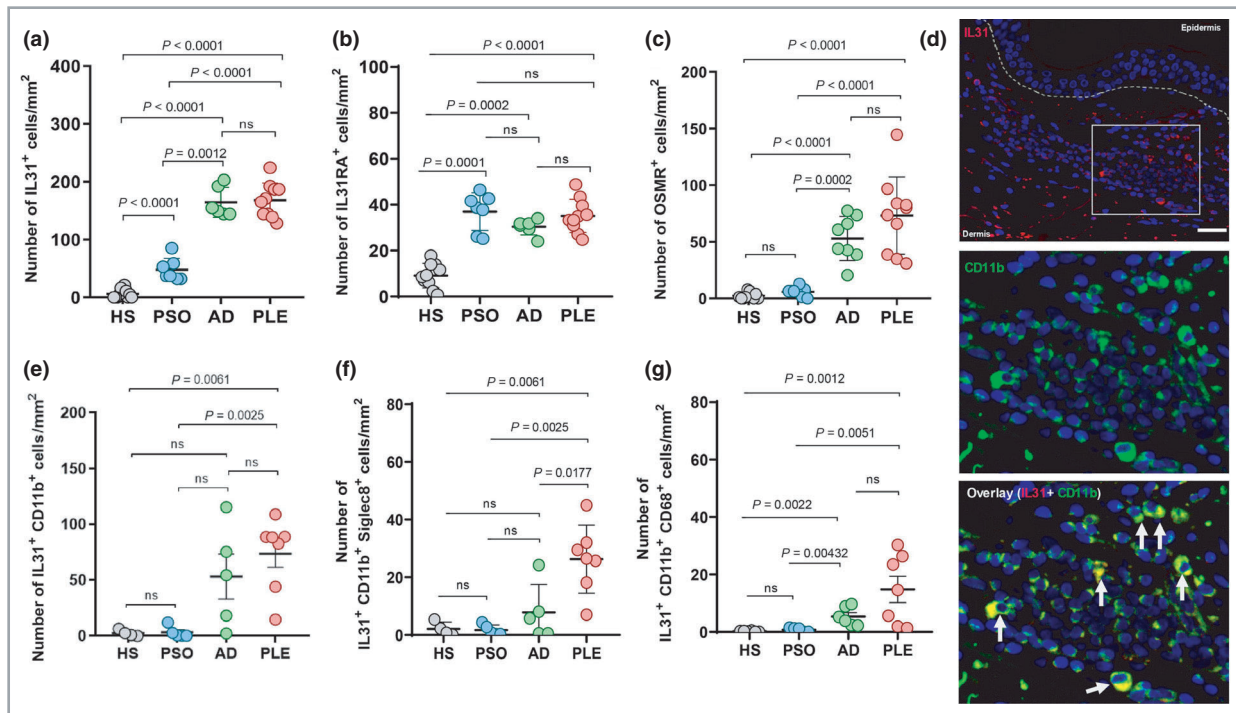 (a)
P < 0.0001
P < 0.0001
P < 0.0001
ns
P = 0.0012
P < 0.0001
Number of IL31+ cells/mm2
400
300
200
100
0
HS PSO AD PLE
(b)
P < 0.0001
ns
P = 0.0002
ns
P = 0.0001
ns
Number of IL31RA+ cells/mm2
100
80
60
40
20
0
HS PSO AD PLE
(c)
P < 0.0001
P < 0.0001
ns
P < 0.0001
P = 0.0002
ns
Number of OSMR+ cells/mm2
200
150
100
50
0
HS PSO AD PLE
(d)
IL31
Epidermis
Dermis
CD11b
Overlay (IL31+ CD11b)
(e)
P = 0.0061
P = 0.0025
ns
ns
ns
ns
Number of IL31+ CD11b+ cells/mm2
200
150
100
50
0
HS PSO AD PLE
(f)
P = 0.0061
P = 0.0025
P = 0.0177
ns
ns
ns
Number of
IL31+ CD11b+ Siglec8+ cells/mm2
80
60
40
20
0
HS PSO AD PLE
(g)
P = 0.0012
P = 0.0051
ns
P = 0.0022
P = 0.00432
ns
Number of
IL31+ CD11b+ CD68+ cells/mm2
80
60
40
20
0
HS PSO AD PLE